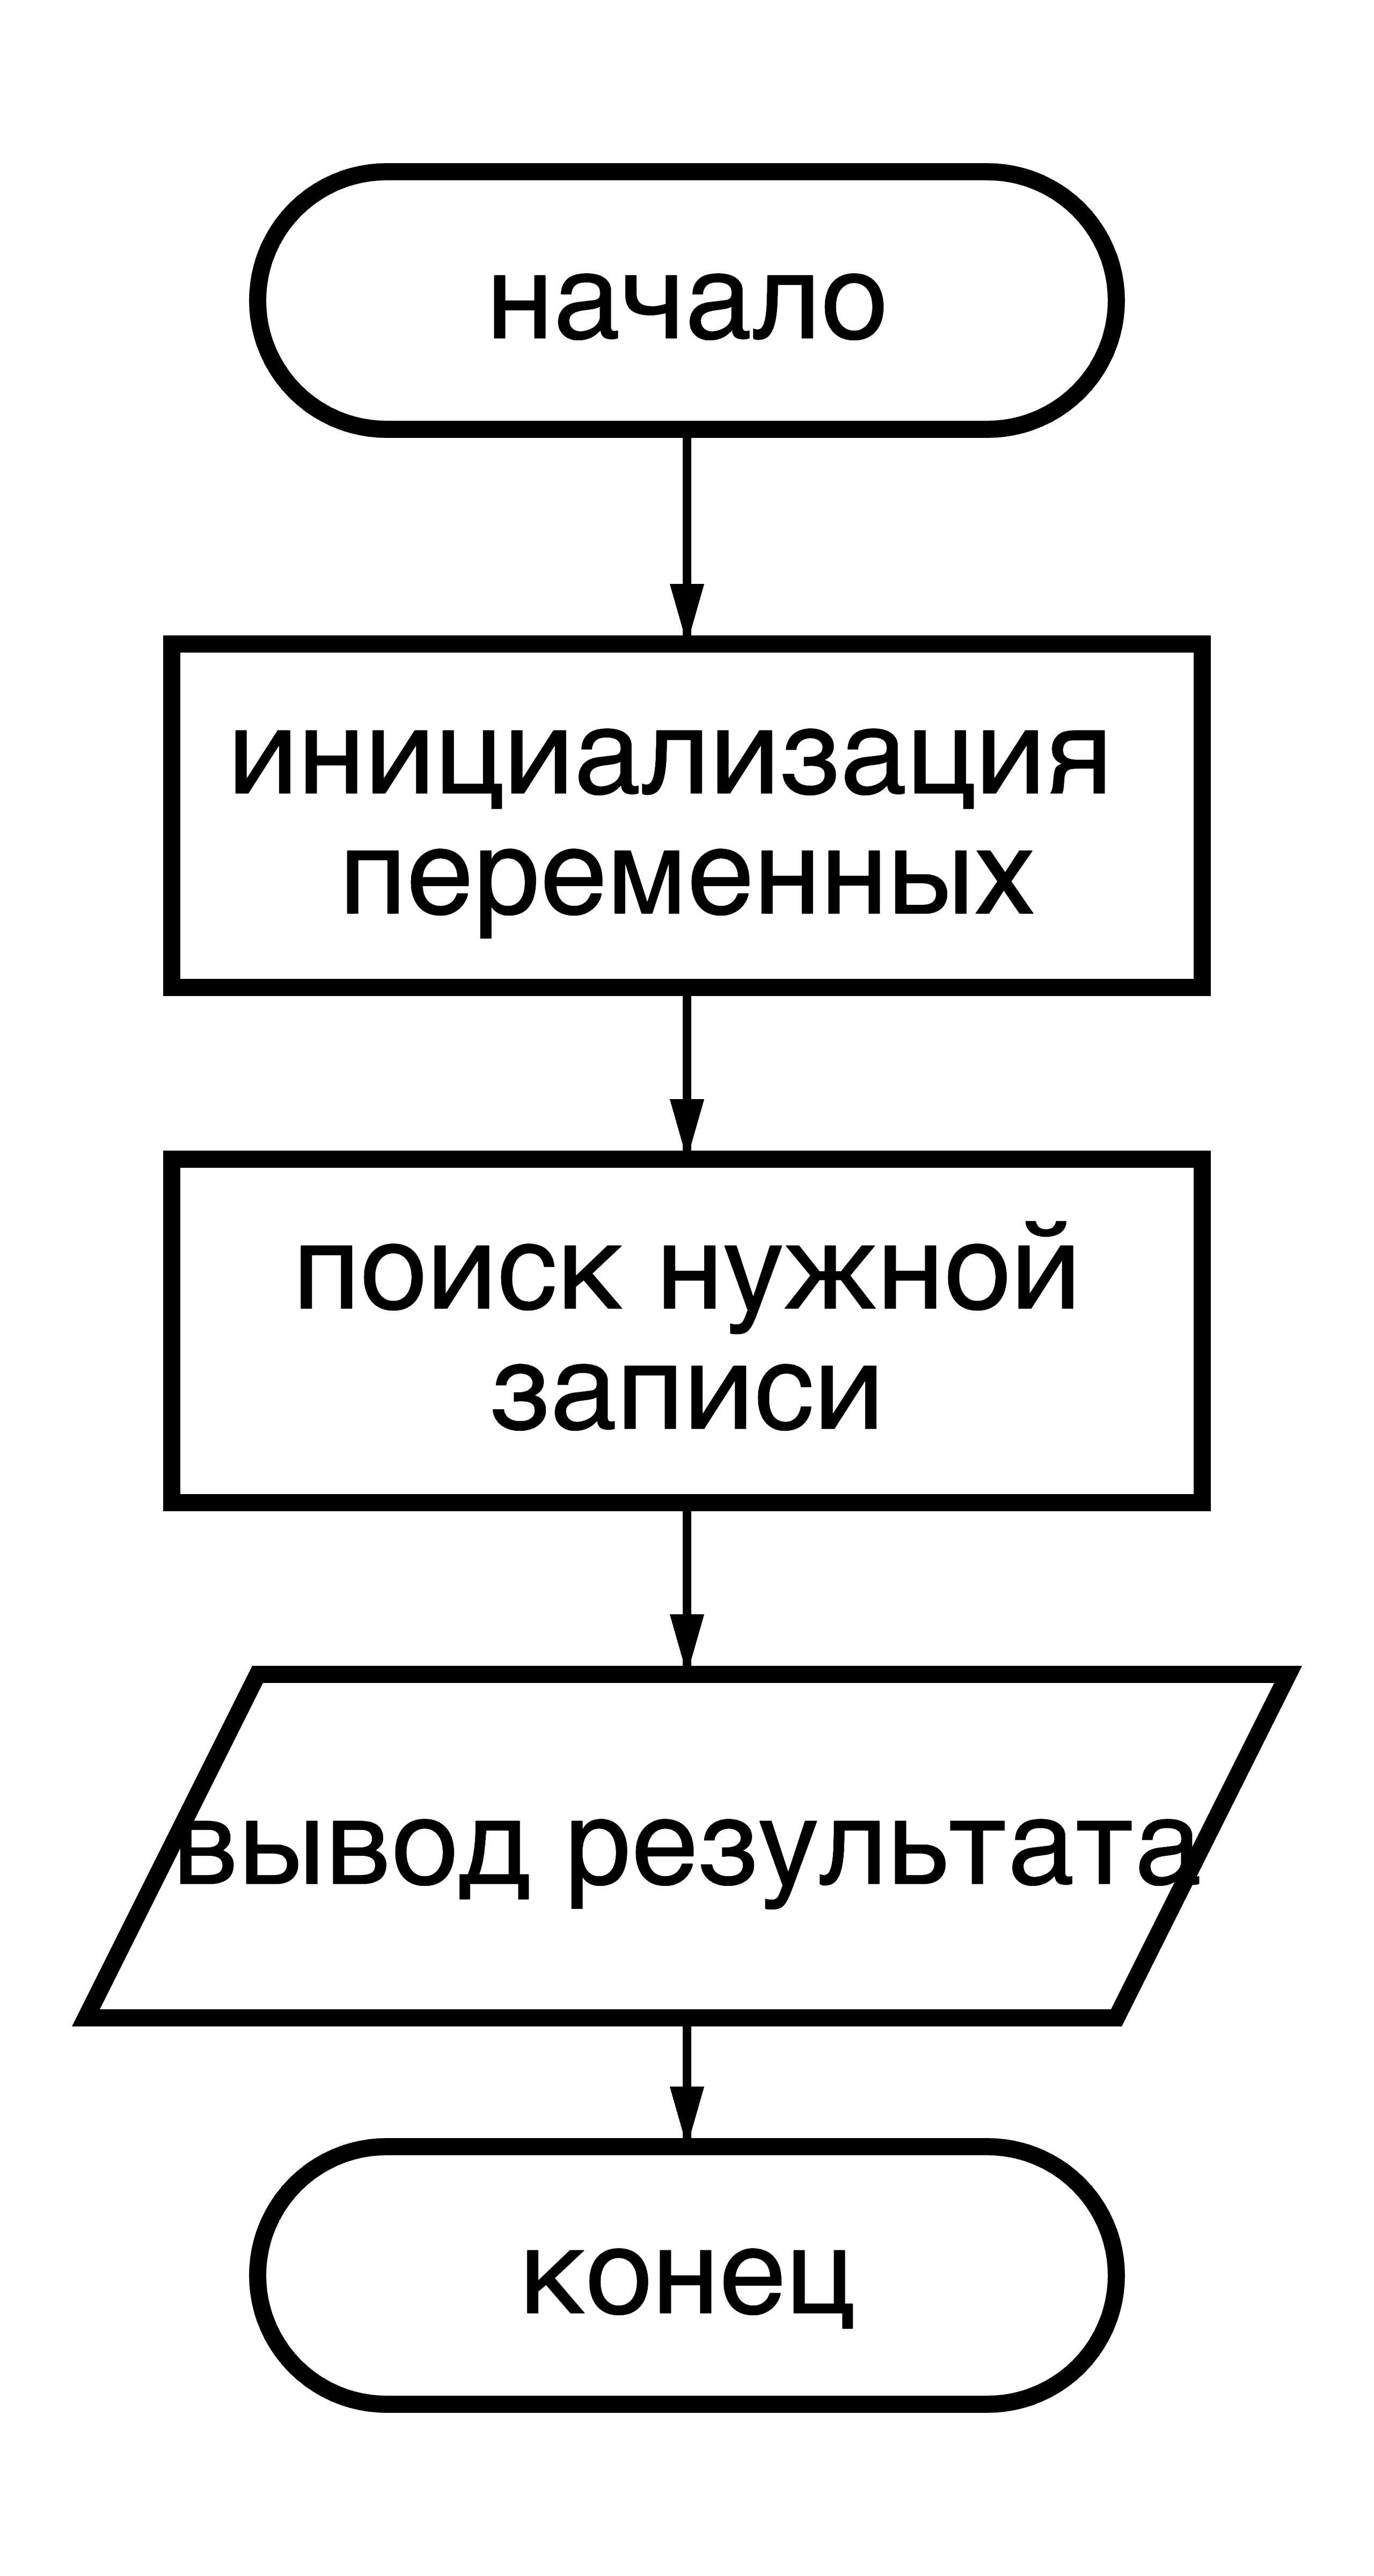 начало
инициализация
переменных
поиск нужной
записи
вывод результата
конец